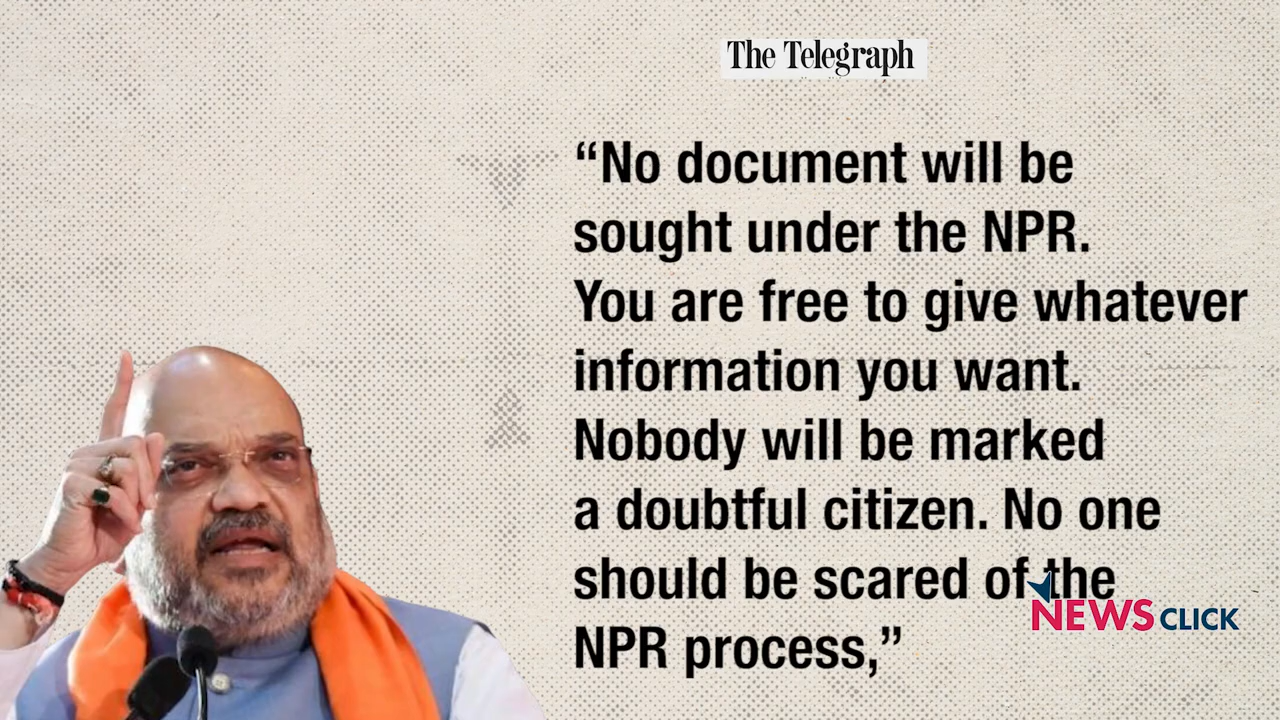 The Telegraph
“No document will be
sought under the NPR.
You are free to give whatever
information you want.
Nobody will be marked
a doubtful citizen. No one
should be scared of the
NPR process,”
NEWS CLICK